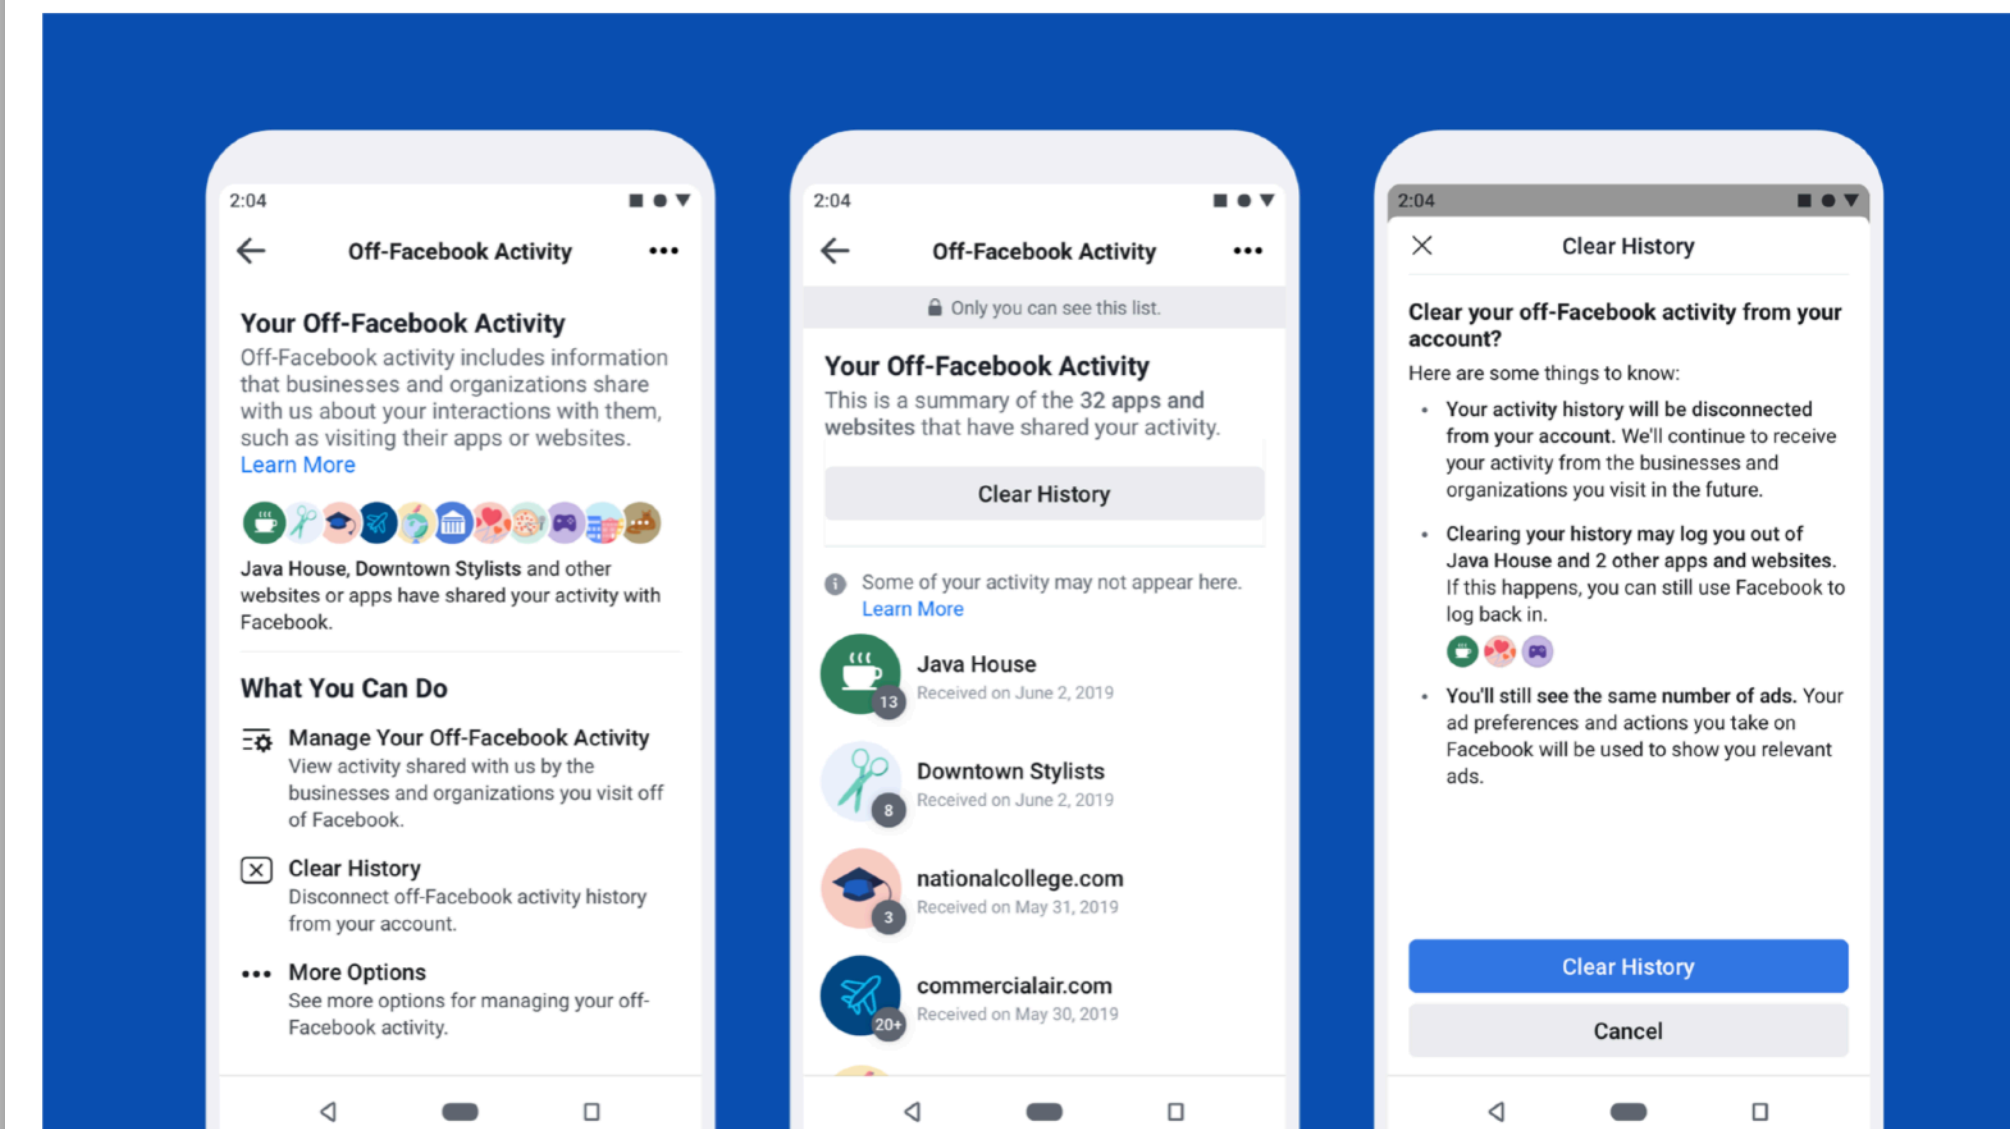 2:04
Off-Facebook Activity
Your Off-Facebook Activity
Off-Facebook activity includes information
that businesses and organizations share
with us about your interactions with them,
such as visiting their apps or websites.
Learn More
Java House, Downtown Stylists and other
websites or apps have shared your activity with
Facebook.
What You Can Do
Manage Your Off-Facebook Activity
View activity shared with us by the
businesses and organizations you visit off
of Facebook.
Clear History
Disconnect off-Facebook activity history
from your account.
More Options
See more options for managing your off-
Facebook activity.
2:04
Off-Facebook Activity
Only you can see this list.
Your Off-Facebook Activity
This is a summary of the 32 apps and
websites that have shared your activity.
Clear History
Some of your activity may not appear here.
Learn More
Java House
13
Received on June 2, 2019
Downtown Stylists
8
Received on June 2, 2019
nationalcollege.com
3
Received on May 31, 2019
commercialair.com
20+
Received on May 30, 2019
2:04
Clear History
Clear your off-Facebook activity from your
account?
Here are some things to know:
• Your activity history will be disconnected
from your account. We'll continue to receive
your activity from the businesses and
organizations you visit in the future.
• Clearing your history may log you out of
Java House and 2 other apps and websites.
If this happens, you can still use Facebook to
log back in.
• You'll still see the same number of ads. Your
ad preferences and actions you take on
Facebook will be used to show you relevant
ads.
Clear History
Cancel